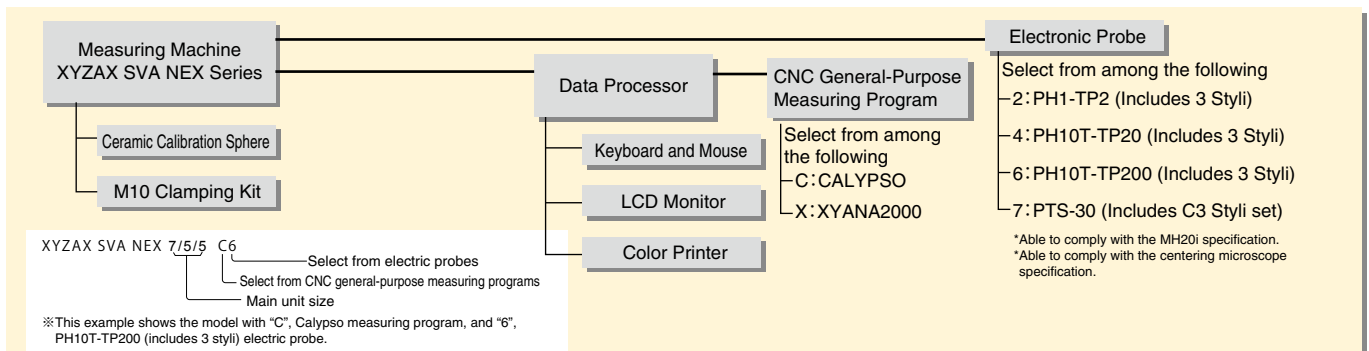 Measuring Machine
XYZAX SVA NEX Series
Ceramic Calibration Sphere
M10 Clamping Kit
Data Processor
Keyboard and Mouse
LCD Monitor
Color Printer
CNC General-Purpose
Measuring Program
Select from among
the following
C:CALYPSO
X:XYANA2000
Electronic Probe
Select from among the following
2:PH1-TP2 (Includes 3 Styli)
4:PH10T-TP20 (Includes 3 Styli)
6:PH10T-TP200 (Includes 3 Styli)
7:PTS-30 (Includes C3 Styli set)
*Able to comply with the MH20i specification.
*Able to comply with the centering microscope
specification.
XYZAX SVA NEX 7/5/5 C6
Select from electric probes
Select from CNC general-purpose measuring programs
Main unit size
※This example shows the model with “C”, Calypso measuring program, and “6”,
PH10T-TP200 (includes 3 styli) electric probe.